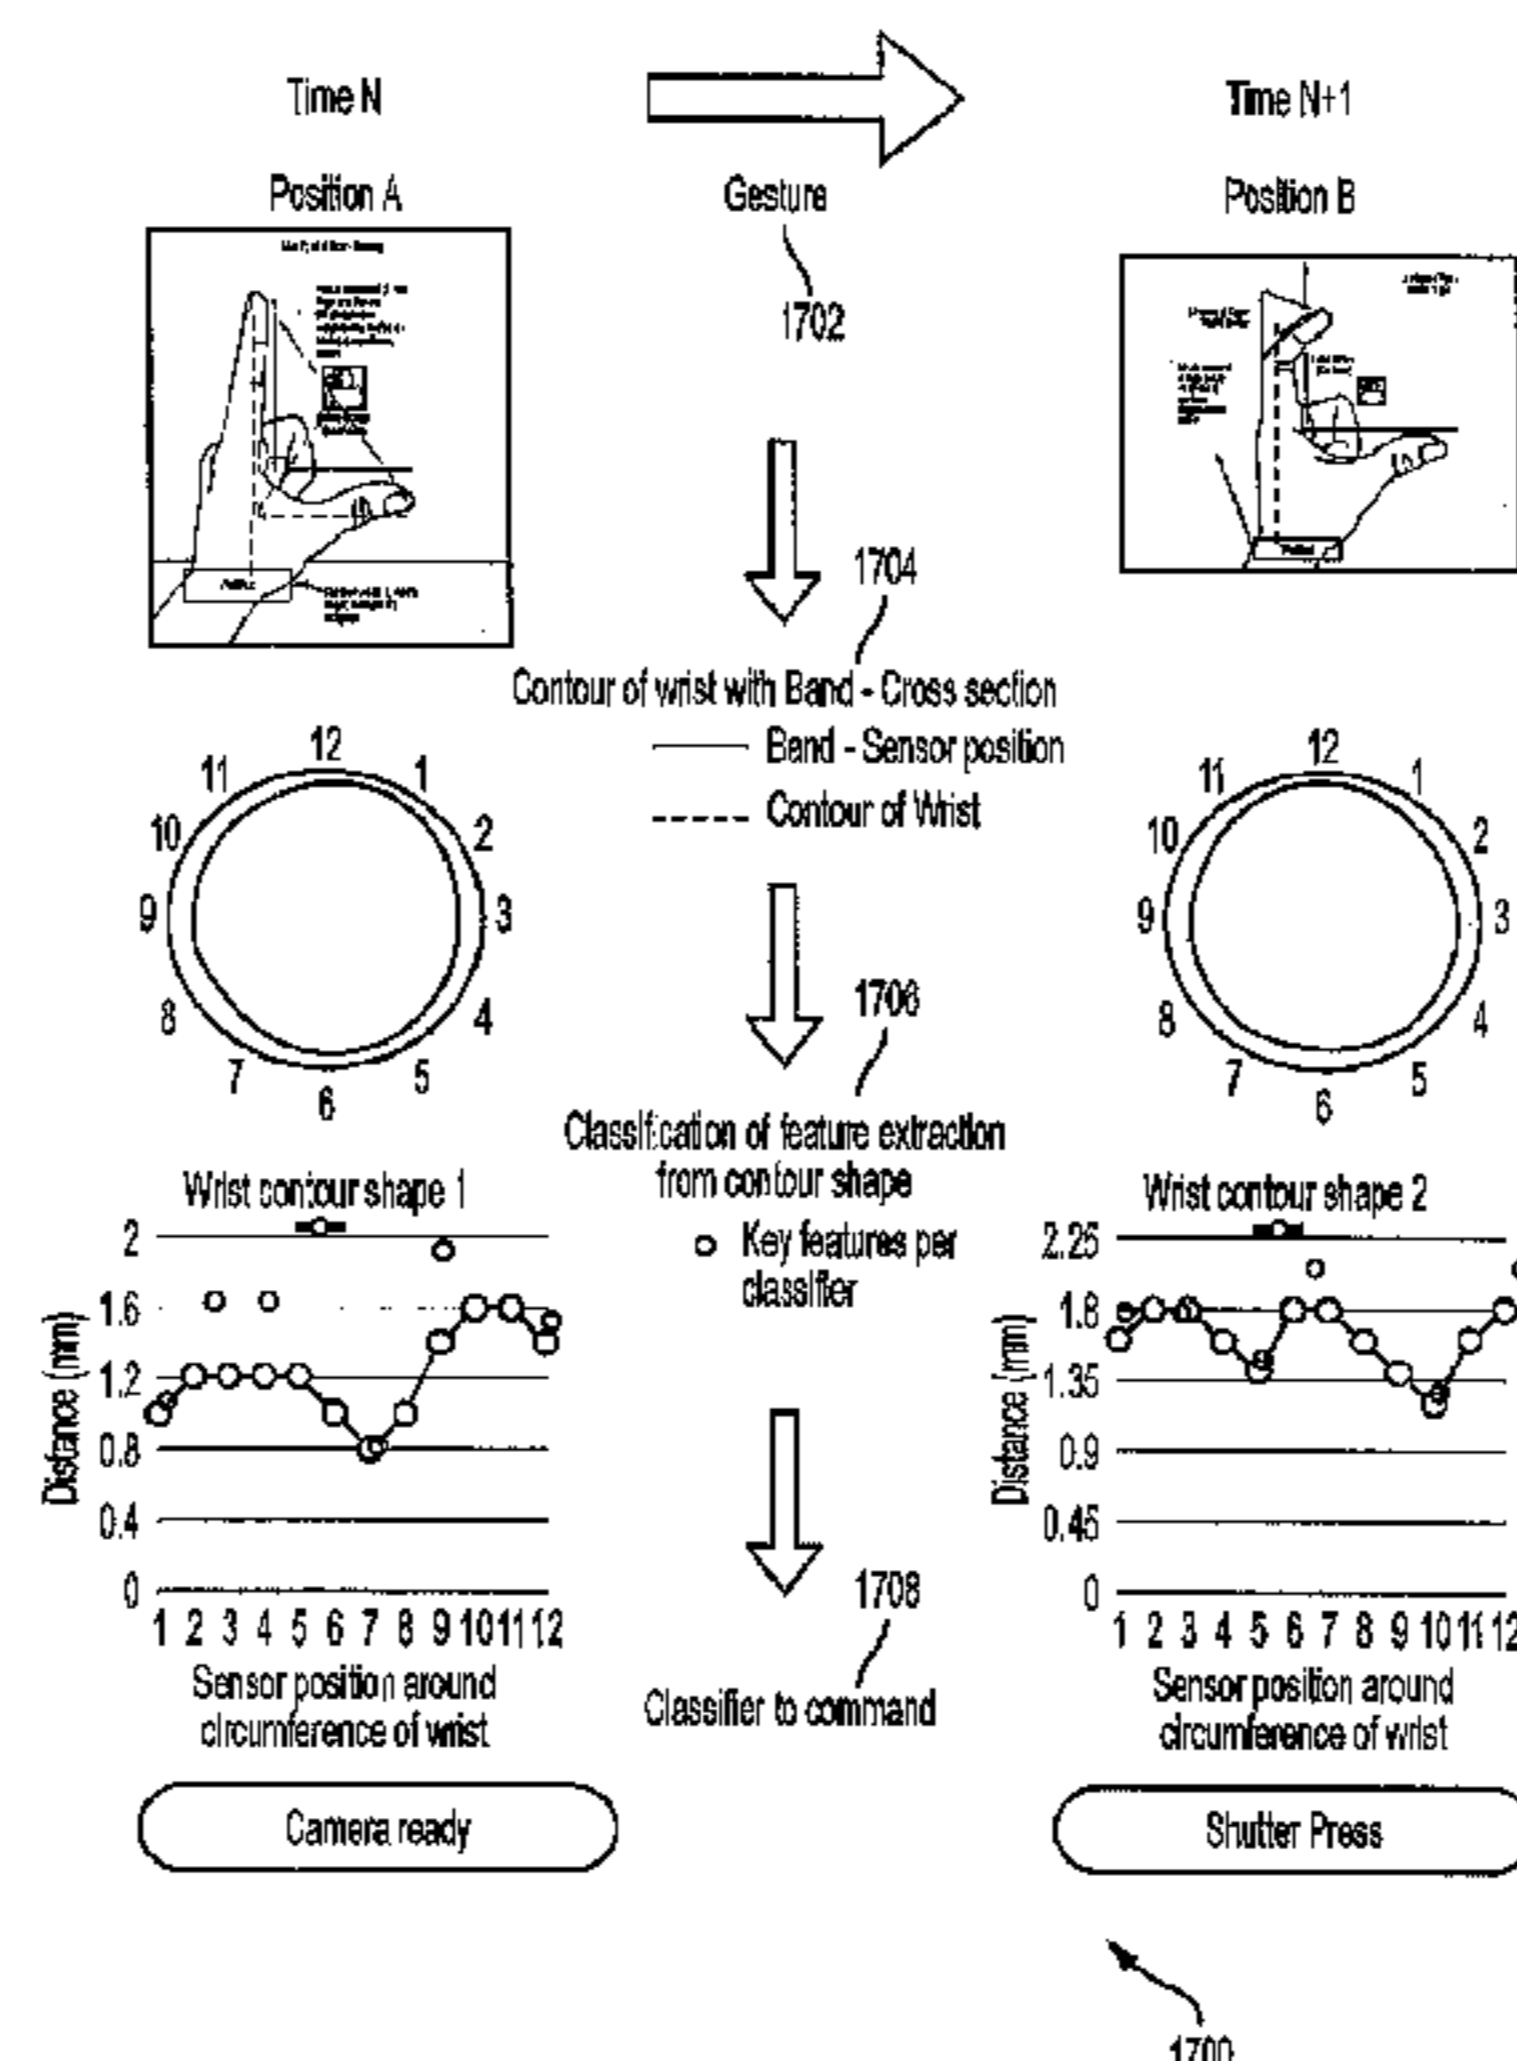 Time N
Time N+1
Position A
Gesture
Position B
1702
1704
Contour of wrist with Band - Cross section
Band - Sensor position
Contour of Wrist
12
11 1
10 2
9 3
8 4
7 5
6
12
11 1
10 2
9 3
8 4
7 5
6
1706
Classification of feature extraction
from contour shape
Key features per
classifier
Wrist contour shape 1
2
1.6
1.2
0.8
0.4
0
Distance (mm)
1 2 3 4 5 6 7 8 9 10 11 12
Sensor position around
circumference of wrist
Wrist contour shape 2
2.25
1.8
1.35
0.9
0.45
0
Distance (mm)
1 2 3 4 5 6 7 8 9 10 11 12
Sensor position around
circumference of wrist
1708
Classifier to command
Camera ready
Shutter Press
1700